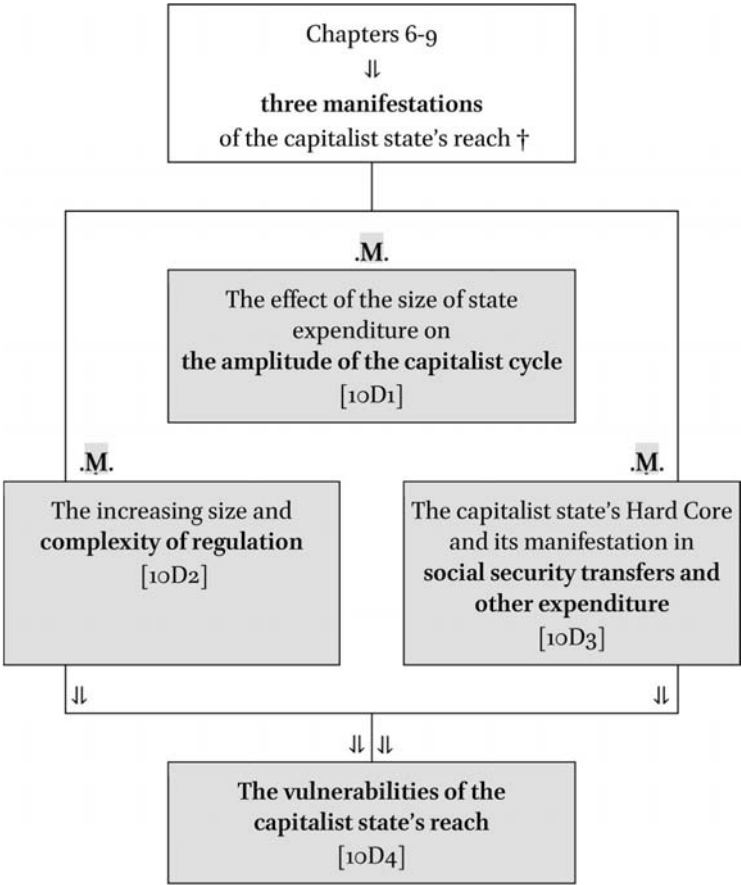 Chapters 6-9
⇓
three manifestations
of the capitalist state’s reach †
.M.
The effect of the size of state
expenditure on
the amplitude of the capitalist cycle
[10D1]
.M.
The increasing size and
complexity of regulation
[10D2]
.M.
The capitalist state’s Hard Core
and its manifestation in
social security transfers and
other expenditure
[10D3]
⇓
⇓
⇓ ⇓
The vulnerabilities of the
capitalist state’s reach
[10D4]